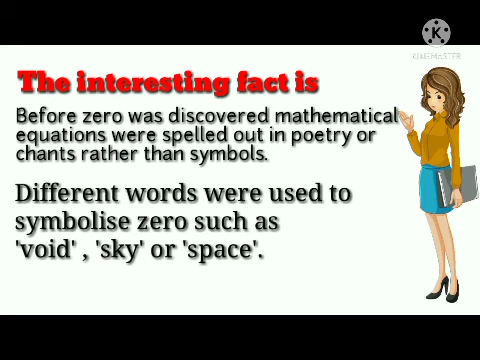 K
KINEMASTER
The interesting fact is
Before zero was discovered mathematical
equations were spelled out in poetry or
chants rather than symbols.
Different words were used to
symbolise zero such as
'void' , 'sky' or 'space'.